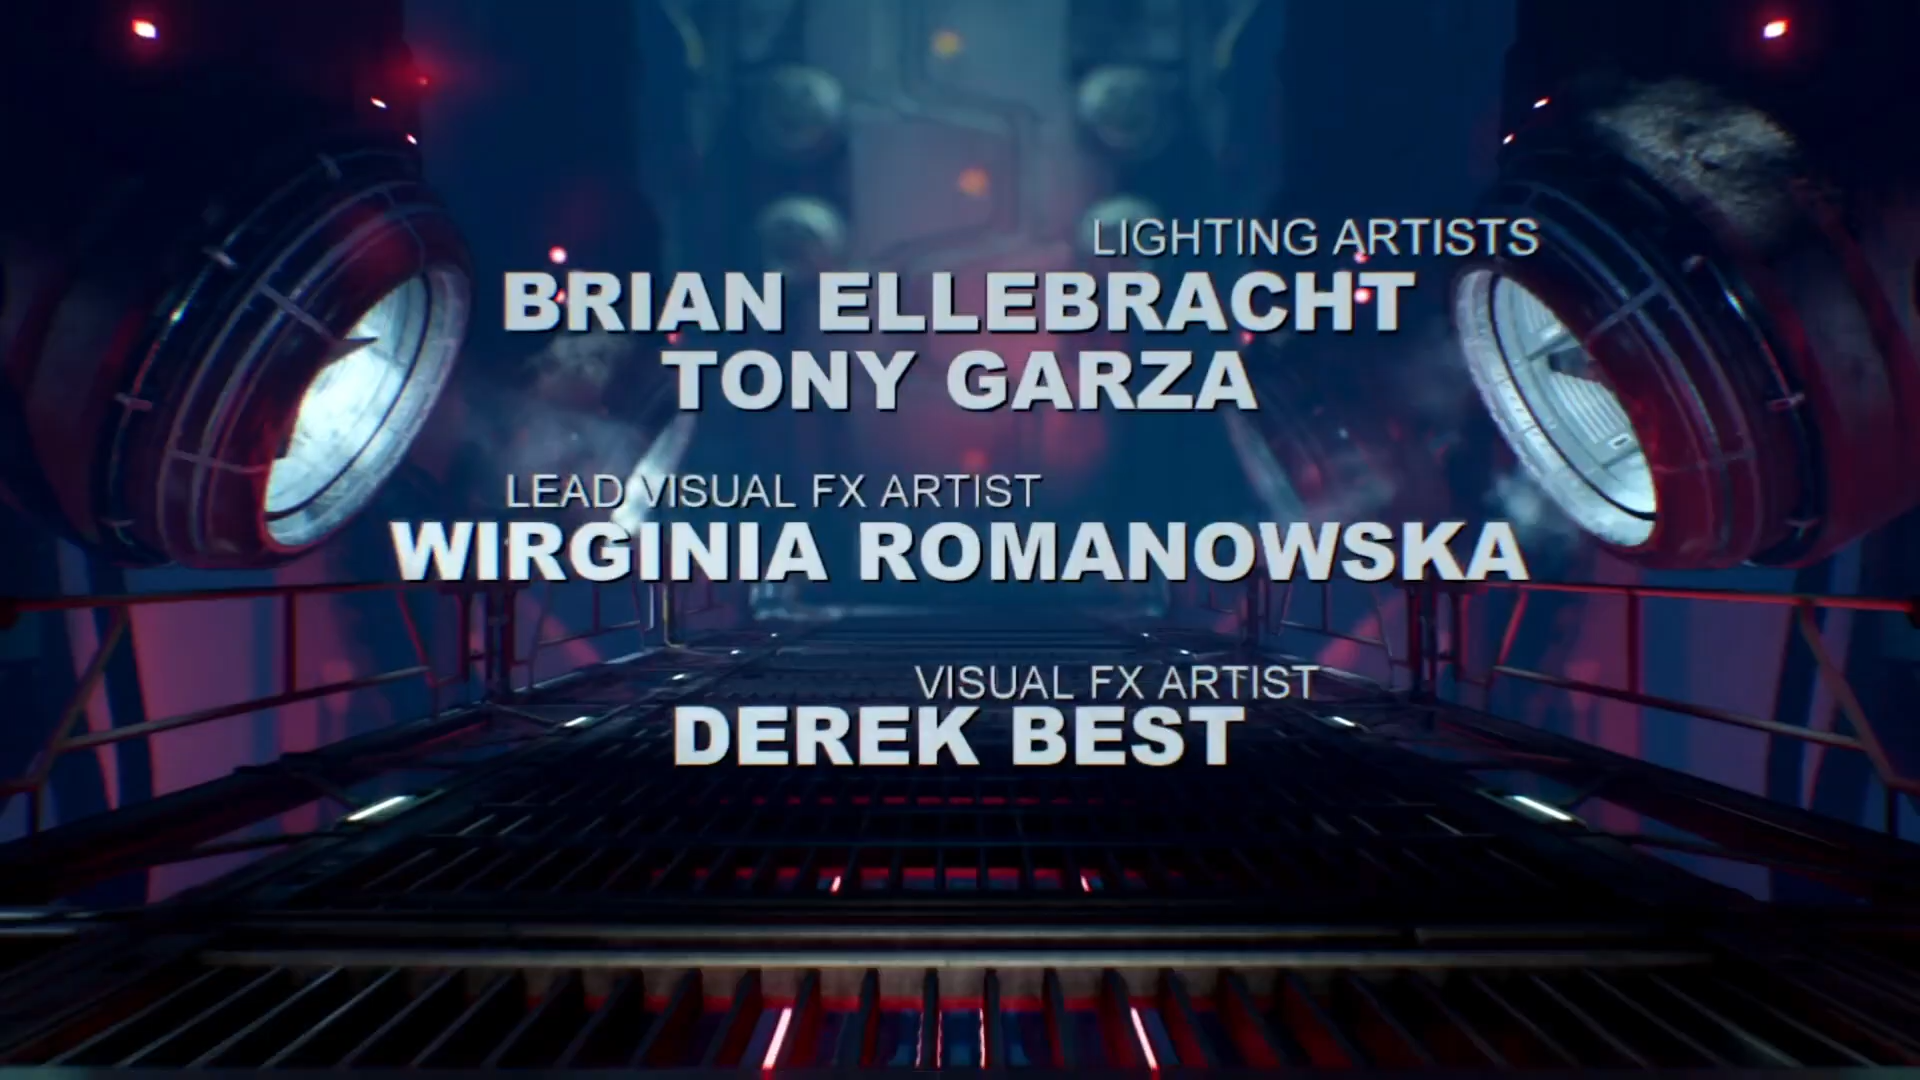 LIGHTING ARTISTS
BRIAN ELLEBRACHT
TONY GARZA
LEAD VISUAL FX ARTIST
WIRGINIA ROMANOWSKA
VISUAL FX ARTIST
DEREK BEST